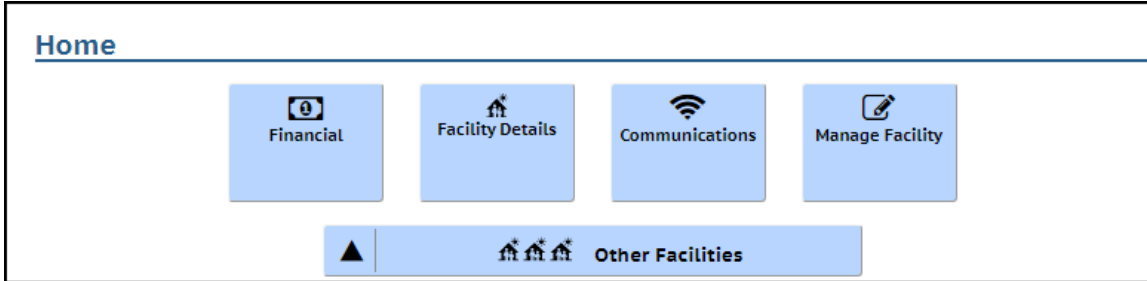 Home
Financial
Facility Details
Communications
Manage Facility
Other Facilities